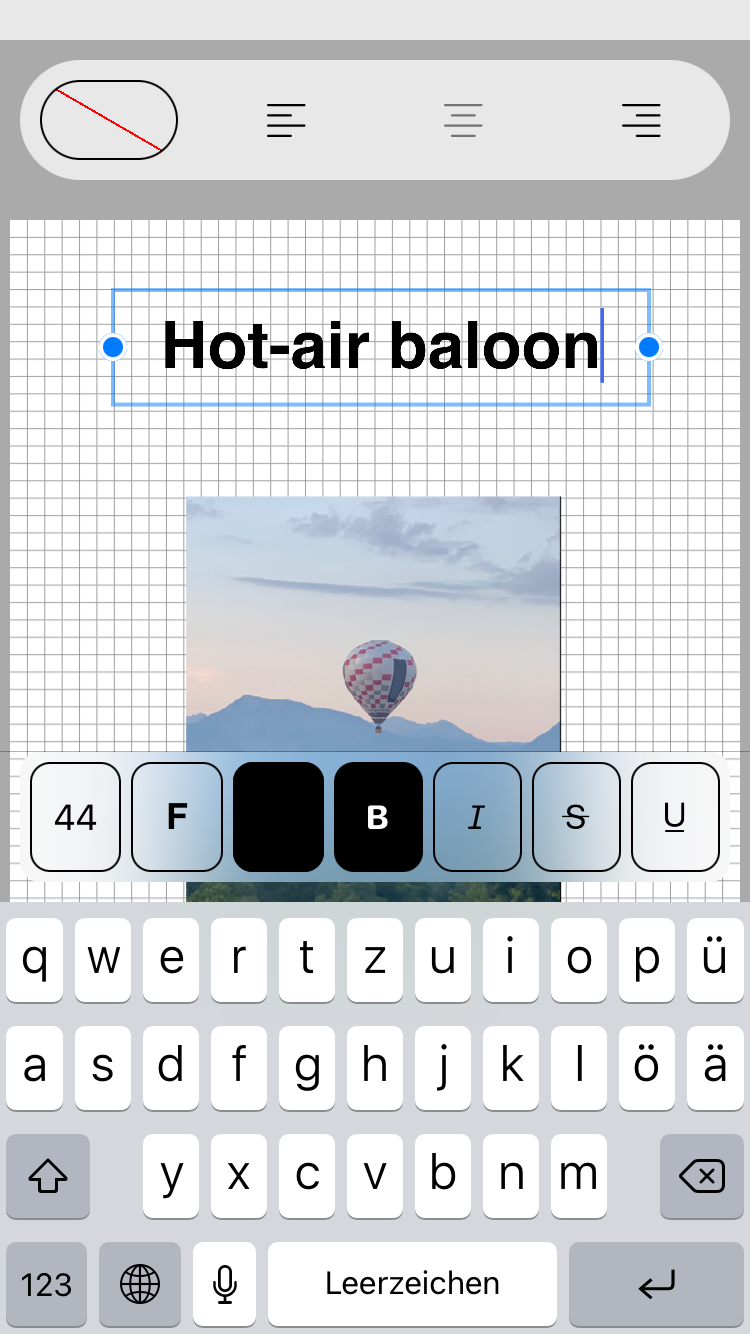 Hot-air baloon
44 F B I S U
q w e r t z u i o p ü
a s d f g h j k l ö ä
y x c v b n m
123 Leerzeichen